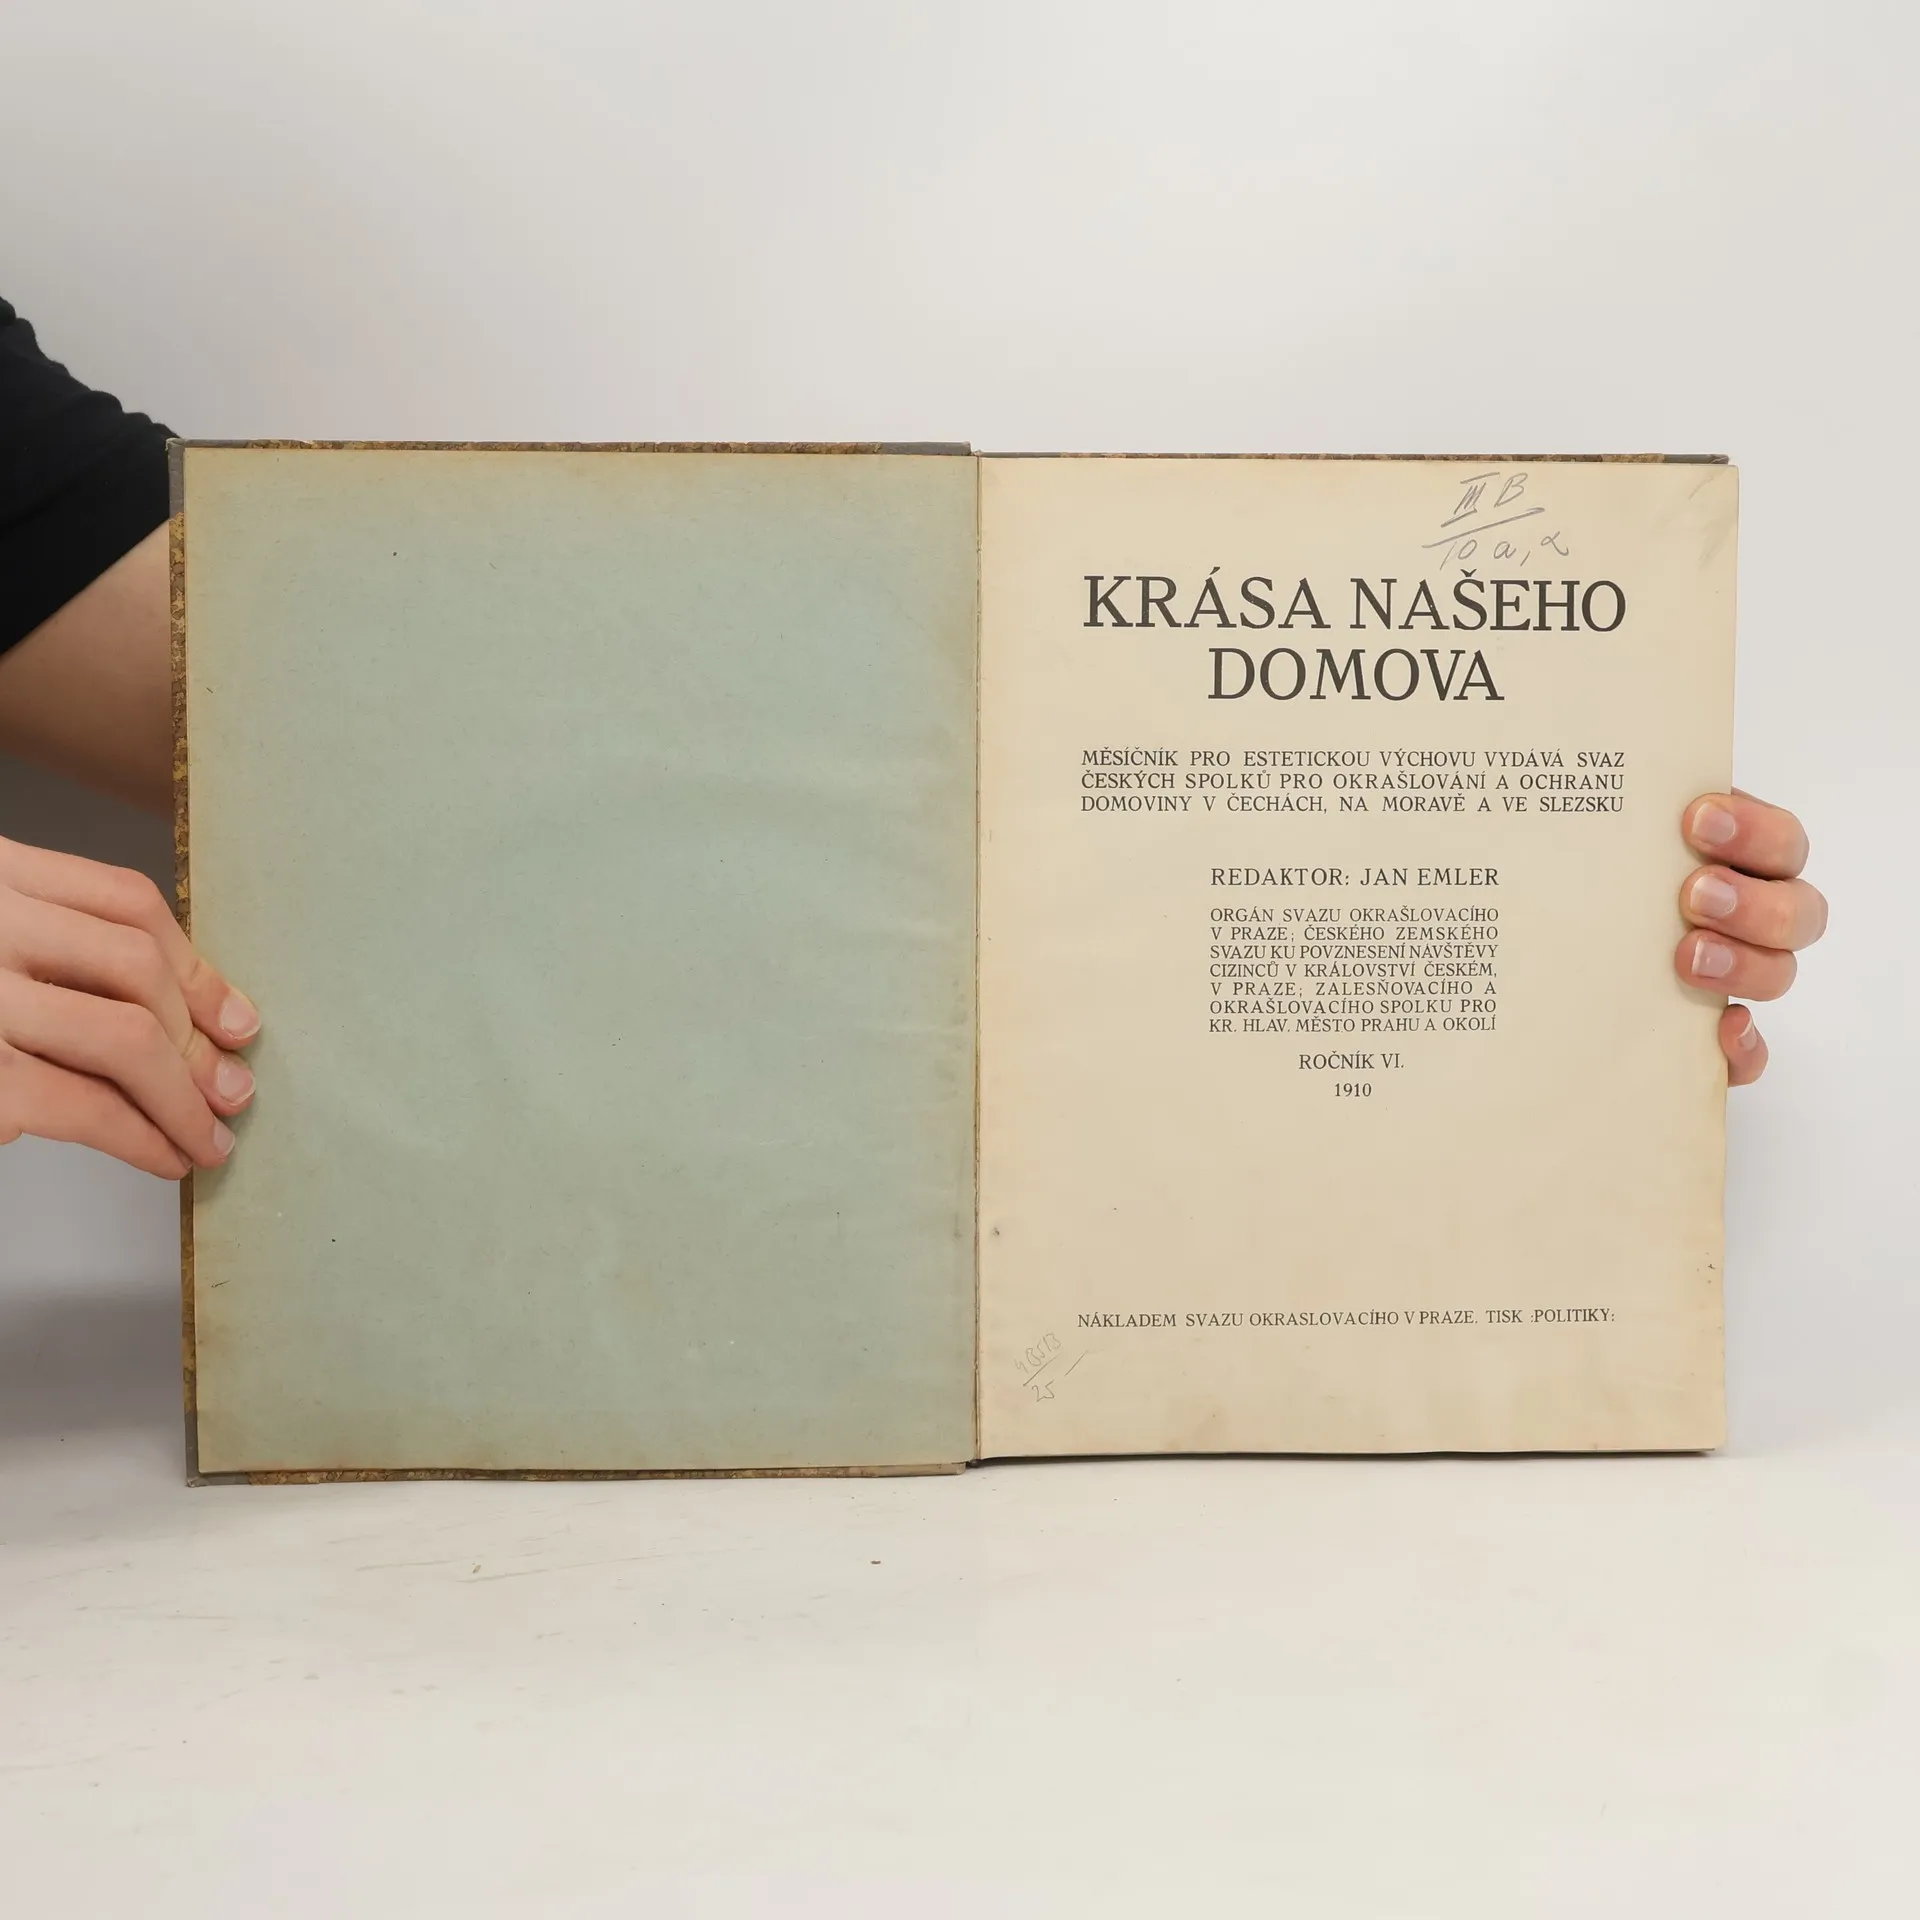 III B
10 a, α
KRÁSA NAŠEHO
DOMOVA
MĚSÍČNÍK PRO ESTETICKOU VÝCHOVU VYDÁVÁ SVAZ
ČESKÝCH SPOLKŮ PRO OKRAŠLOVÁNÍ A OCHRANU
DOMOVINY V ČECHÁCH, NA MORAVĚ A VE SLEZSKU
REDAKTOR: JAN EMLER
ORGÁN SVAZU OKRAŠLOVACÍHO
V PRAZE; ČESKÉHO ZEMSKÉHO
SVAZU KU POVZNESENÍ NÁVŠTĚVY
CIZINCŮ V KRÁLOVSTVÍ ČESKÉM,
V PRAZE; ZALESŇOVACÍHO A
OKRAŠLOVACÍHO SPOLKU PRO
KR. HLAV. MĚSTO PRAHU A OKOLÍ
ROČNÍK VI.
1910
NÁKLADEM SVAZU OKRASLOVACÍHO V PRAZE. TISK :POLITIKY:
25